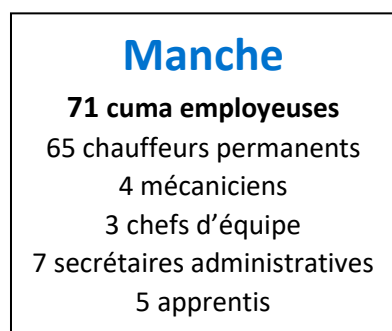 Manche
71 cuma employeuses
65 chauffeurs permanents
4 mécaniciens
3 chefs d’équipe
7 secrétaires administratives
5 apprentis